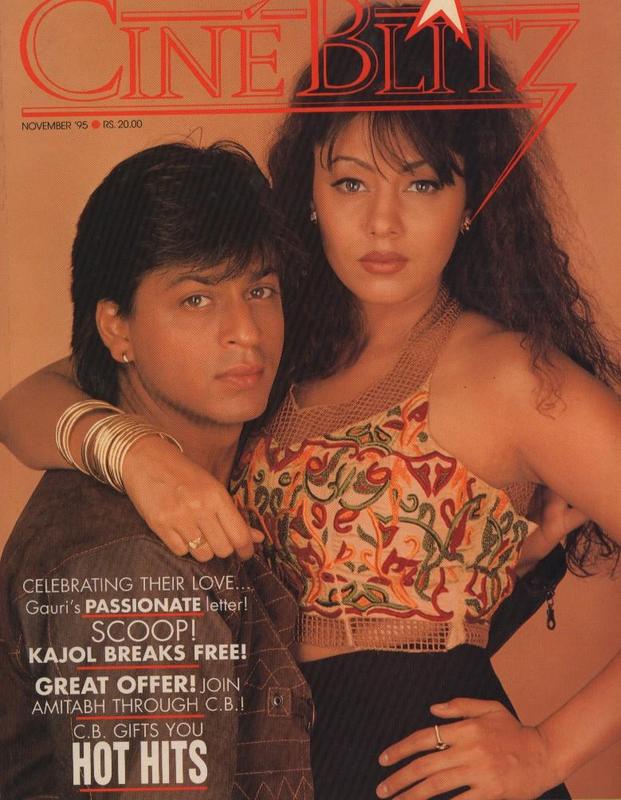 CINÉ BLITZ
NOVEMBER '95 ● RS. 20.00
CELEBRATING THEIR LOVE...
Gauri's PASSIONATE letter!
SCOOP!
KAJOL BREAKS FREE!
GREAT OFFER! JOIN
AMITABH THROUGH C.B.!
C.B. GIFTS YOU
HOT HITS